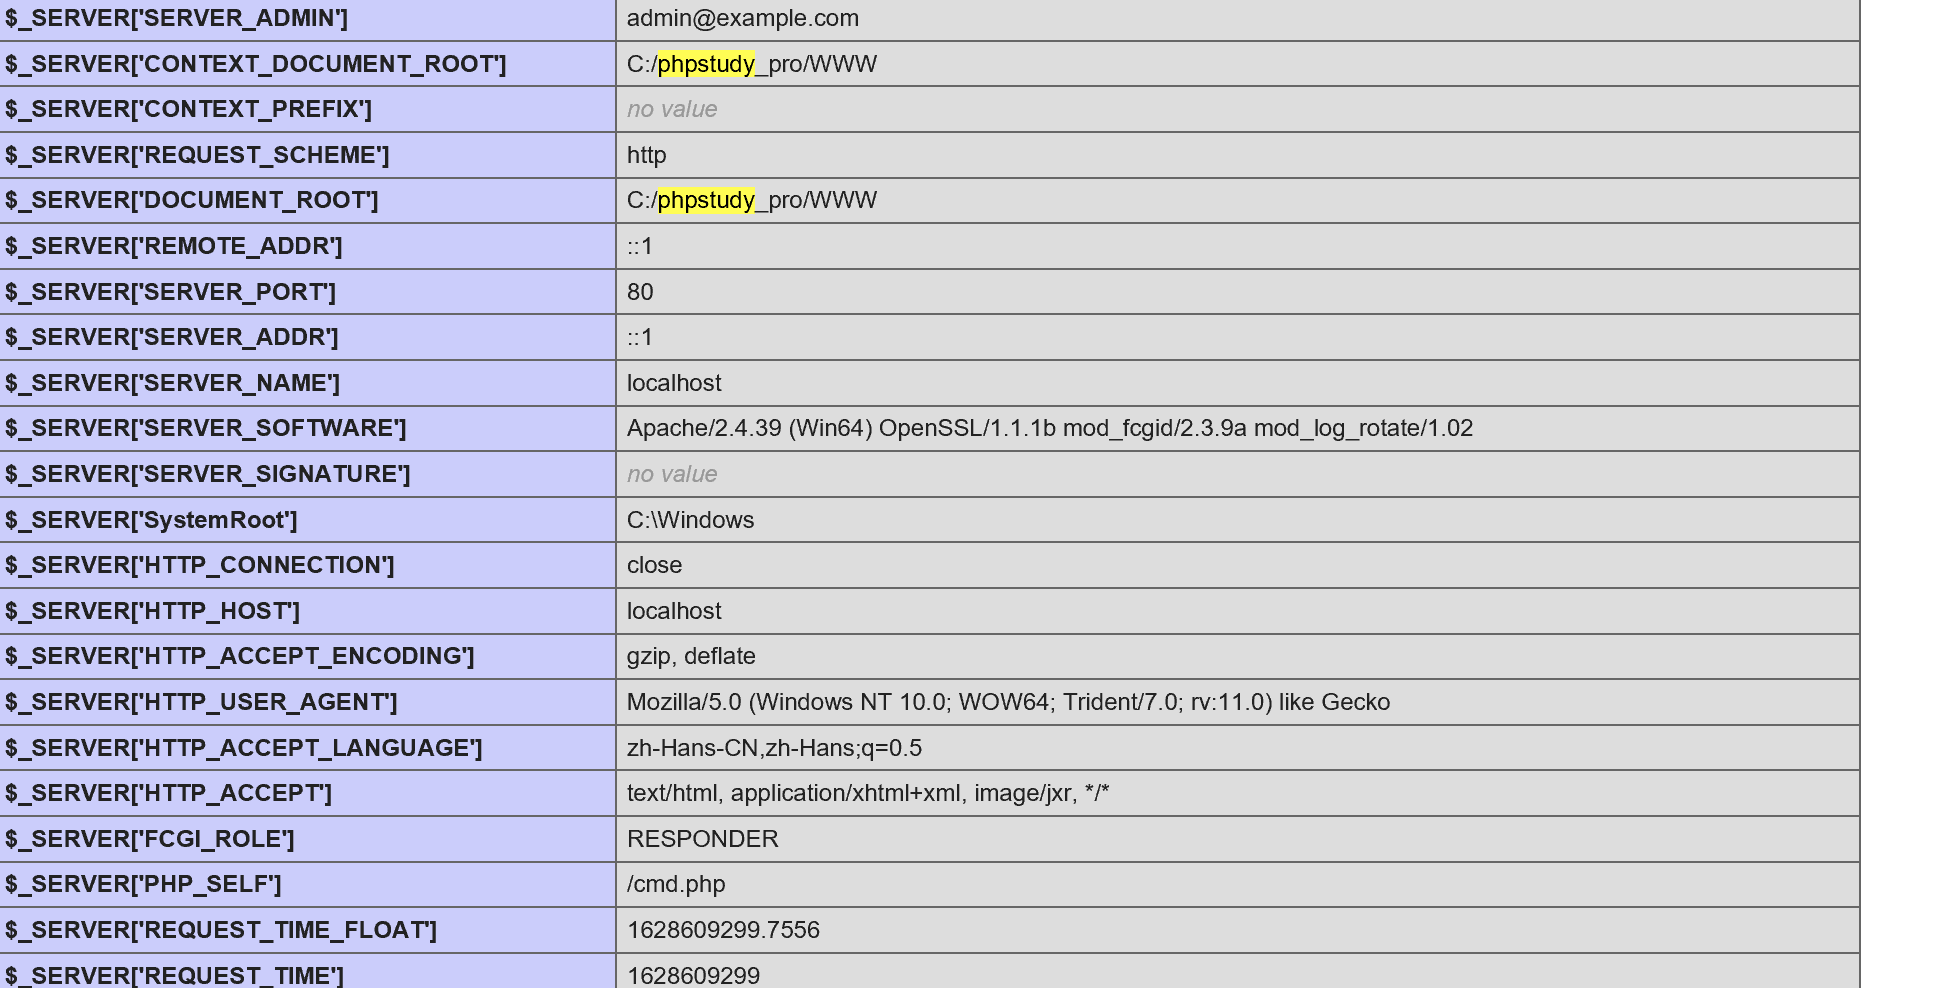 $_SERVER['SERVER_ADMIN'] admin@example.com
$_SERVER['CONTEXT_DOCUMENT_ROOT'] C:/phpstudy_pro/WWW
$_SERVER['CONTEXT_PREFIX'] no value
$_SERVER['REQUEST_SCHEME'] http
$_SERVER['DOCUMENT_ROOT'] C:/phpstudy_pro/WWW
$_SERVER['REMOTE_ADDR'] ::1
$_SERVER['SERVER_PORT'] 80
$_SERVER['SERVER_ADDR'] ::1
$_SERVER['SERVER_NAME'] localhost
$_SERVER['SERVER_SOFTWARE'] Apache/2.4.39 (Win64) OpenSSL/1.1.1b mod_fcgid/2.3.9a mod_log_rotate/1.02
$_SERVER['SERVER_SIGNATURE'] no value
$_SERVER['SystemRoot'] C:\Windows
$_SERVER['HTTP_CONNECTION'] close
$_SERVER['HTTP_HOST'] localhost
$_SERVER['HTTP_ACCEPT_ENCODING'] gzip, deflate
$_SERVER['HTTP_USER_AGENT'] Mozilla/5.0 (Windows NT 10.0; WOW64; Trident/7.0; rv:11.0) like Gecko
$_SERVER['HTTP_ACCEPT_LANGUAGE'] zh-Hans-CN,zh-Hans;q=0.5
$_SERVER['HTTP_ACCEPT'] text/html, application/xhtml+xml, image/jxr, */*
$_SERVER['FCGI_ROLE'] RESPONDER
$_SERVER['PHP_SELF'] /cmd.php
$_SERVER['REQUEST_TIME_FLOAT'] 1628609299.7556
$_SERVER['REQUEST_TIME'] 1628609299